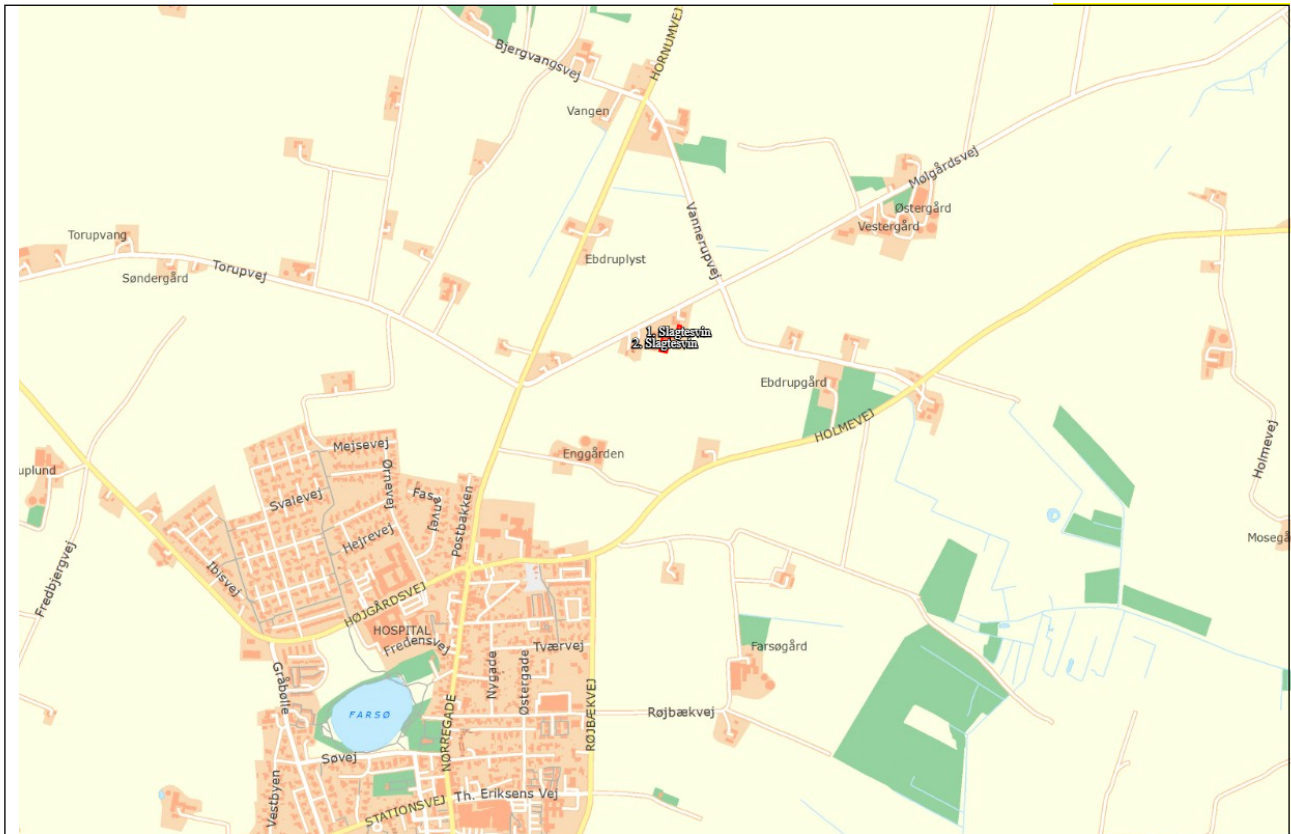 Bjergvangsvej
HORNUMVEJ
Vangen
Mølgårdsvej
Østergård
Vestergård
Vannerupvej
Torupvang
Søndergård
Torupvej
Ebdruplyst
1. Slagtesvin
2. Slagtesvin
Ebdrupgård
HOLMEVEJ
Holmevej
Mejsevej
Ørnevej
Enggården
uplund
Svalevej
Fasanvej
Postbakken
Hejrevej
Ibisvej
Fredbjergvej
Mosegå
HØJGÅRDSVEJ
HOSPITAL
Fredensvej
Tværvej
Farsøgård
Gråbølle
Nygade
Østergade
RØJBÆKVEJ
Røjbækvej
FARSØ
NØRREGADE
Søvej
Vestbyen
Th. Eriksens Vej
STATIONSVEJ